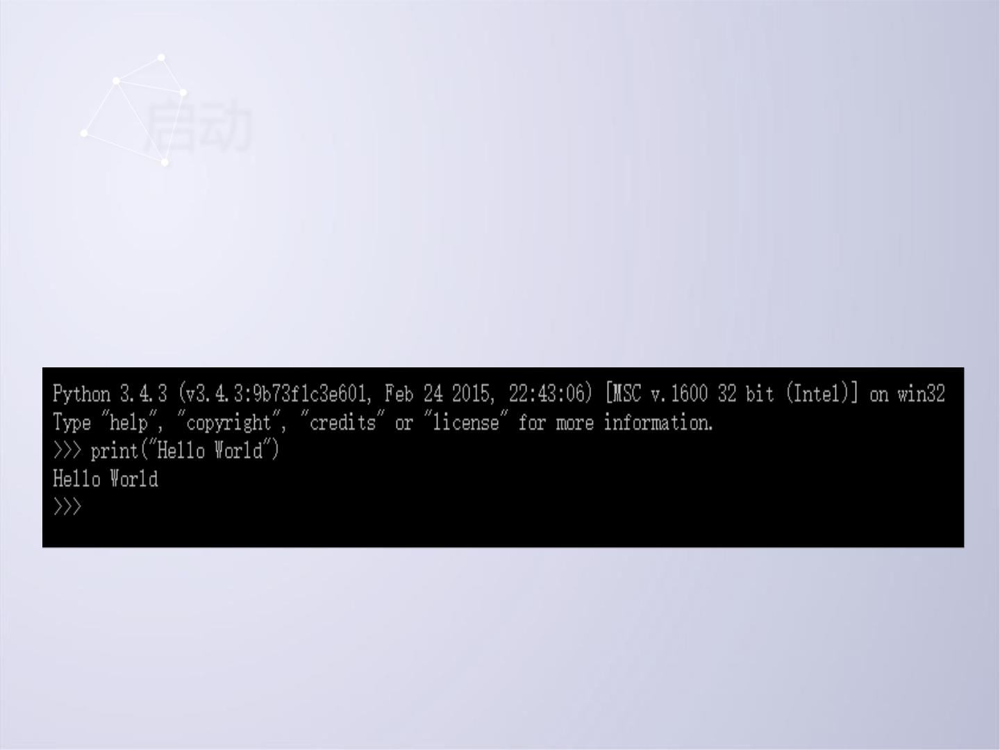 启动
Python 3.4.3 (v3.4.3:9b73f1c3e601, Feb 24 2015, 22:43:06) [MSC v.1600 32 bit (Intel)] on win32
Type "help", "copyright", "credits" or "license" for more information.
>>> print("Hello World")
Hello World
>>>